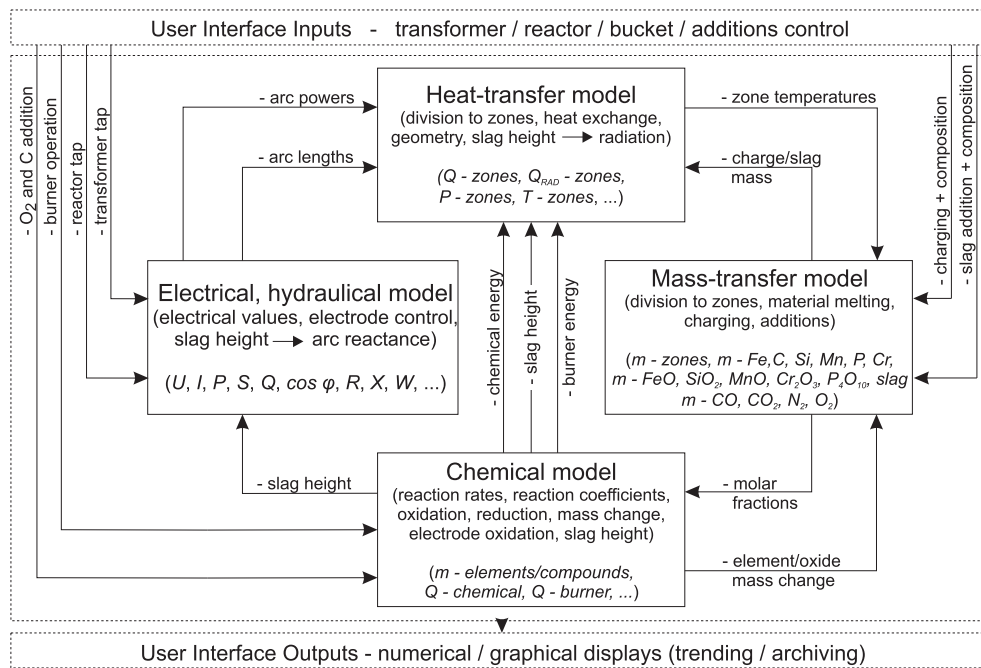 User Interface Inputs - transformer / reactor / bucket / additions control
- O2 and C addition
- burner operation
- reactor tap
- transformer tap
- arc powers
- arc lengths
Heat-transfer model
(division to zones, heat exchange,
geometry, slag height → radiation)
(Q - zones, QRAD - zones,
P - zones, T - zones, ...)
- zone temperatures
- charge/slag
mass
- charging + composition
- slag addition + composition
Electrical, hydraulical model
(electrical values, electrode control,
slag height → arc reactance)
(U, I, P, S, Q, cos φ, R, X, W, ...)
- chemical energy
- slag height
- burner energy
Mass-transfer model
(division to zones, material melting,
charging, additions)
(m - zones, m - Fe,C, Si, Mn, P, Cr,
m - FeO, SiO2, MnO, Cr2O3, P4O10, slag
m - CO, CO2, N2, O2)
- slag height
Chemical model
(reaction rates, reaction coefficients,
oxidation, reduction, mass change,
electrode oxidation, slag height)
(m - elements/compounds,
Q - chemical, Q - burner, ...)
- molar
fractions
- element/oxide
mass change
User Interface Outputs - numerical / graphical displays (trending / archiving)